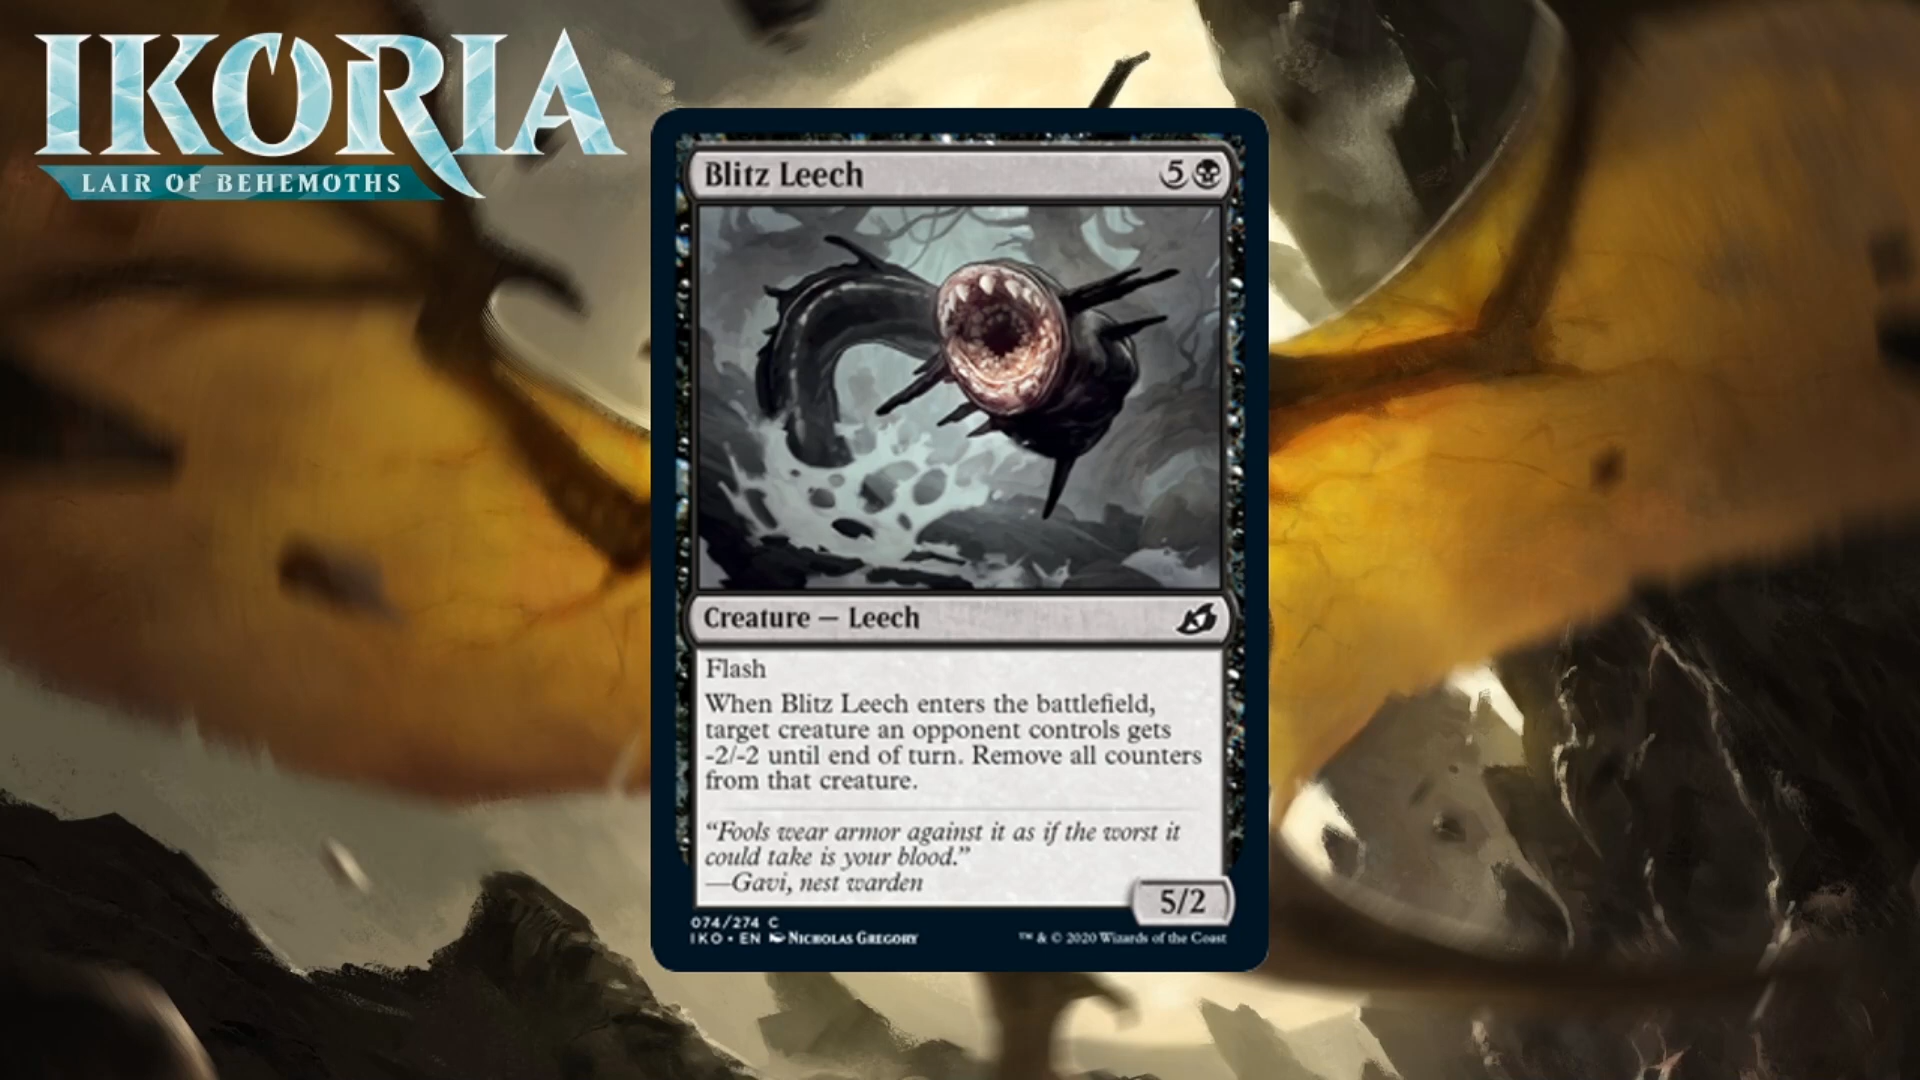 IKORIA
LAIR OF BEHEMOTHS
Blitz Leech 5
Creature — Leech
Flash
When Blitz Leech enters the battlefield,
target creature an opponent controls gets
-2/-2 until end of turn. Remove all counters
from that creature.
“Fools wear armor against it as if the worst it
could take is your blood.”
—Gavi, nest warden
5/2
074/274 C
IKO • EN Nicholas Gregory
™ & © 2020 Wizards of the Coast